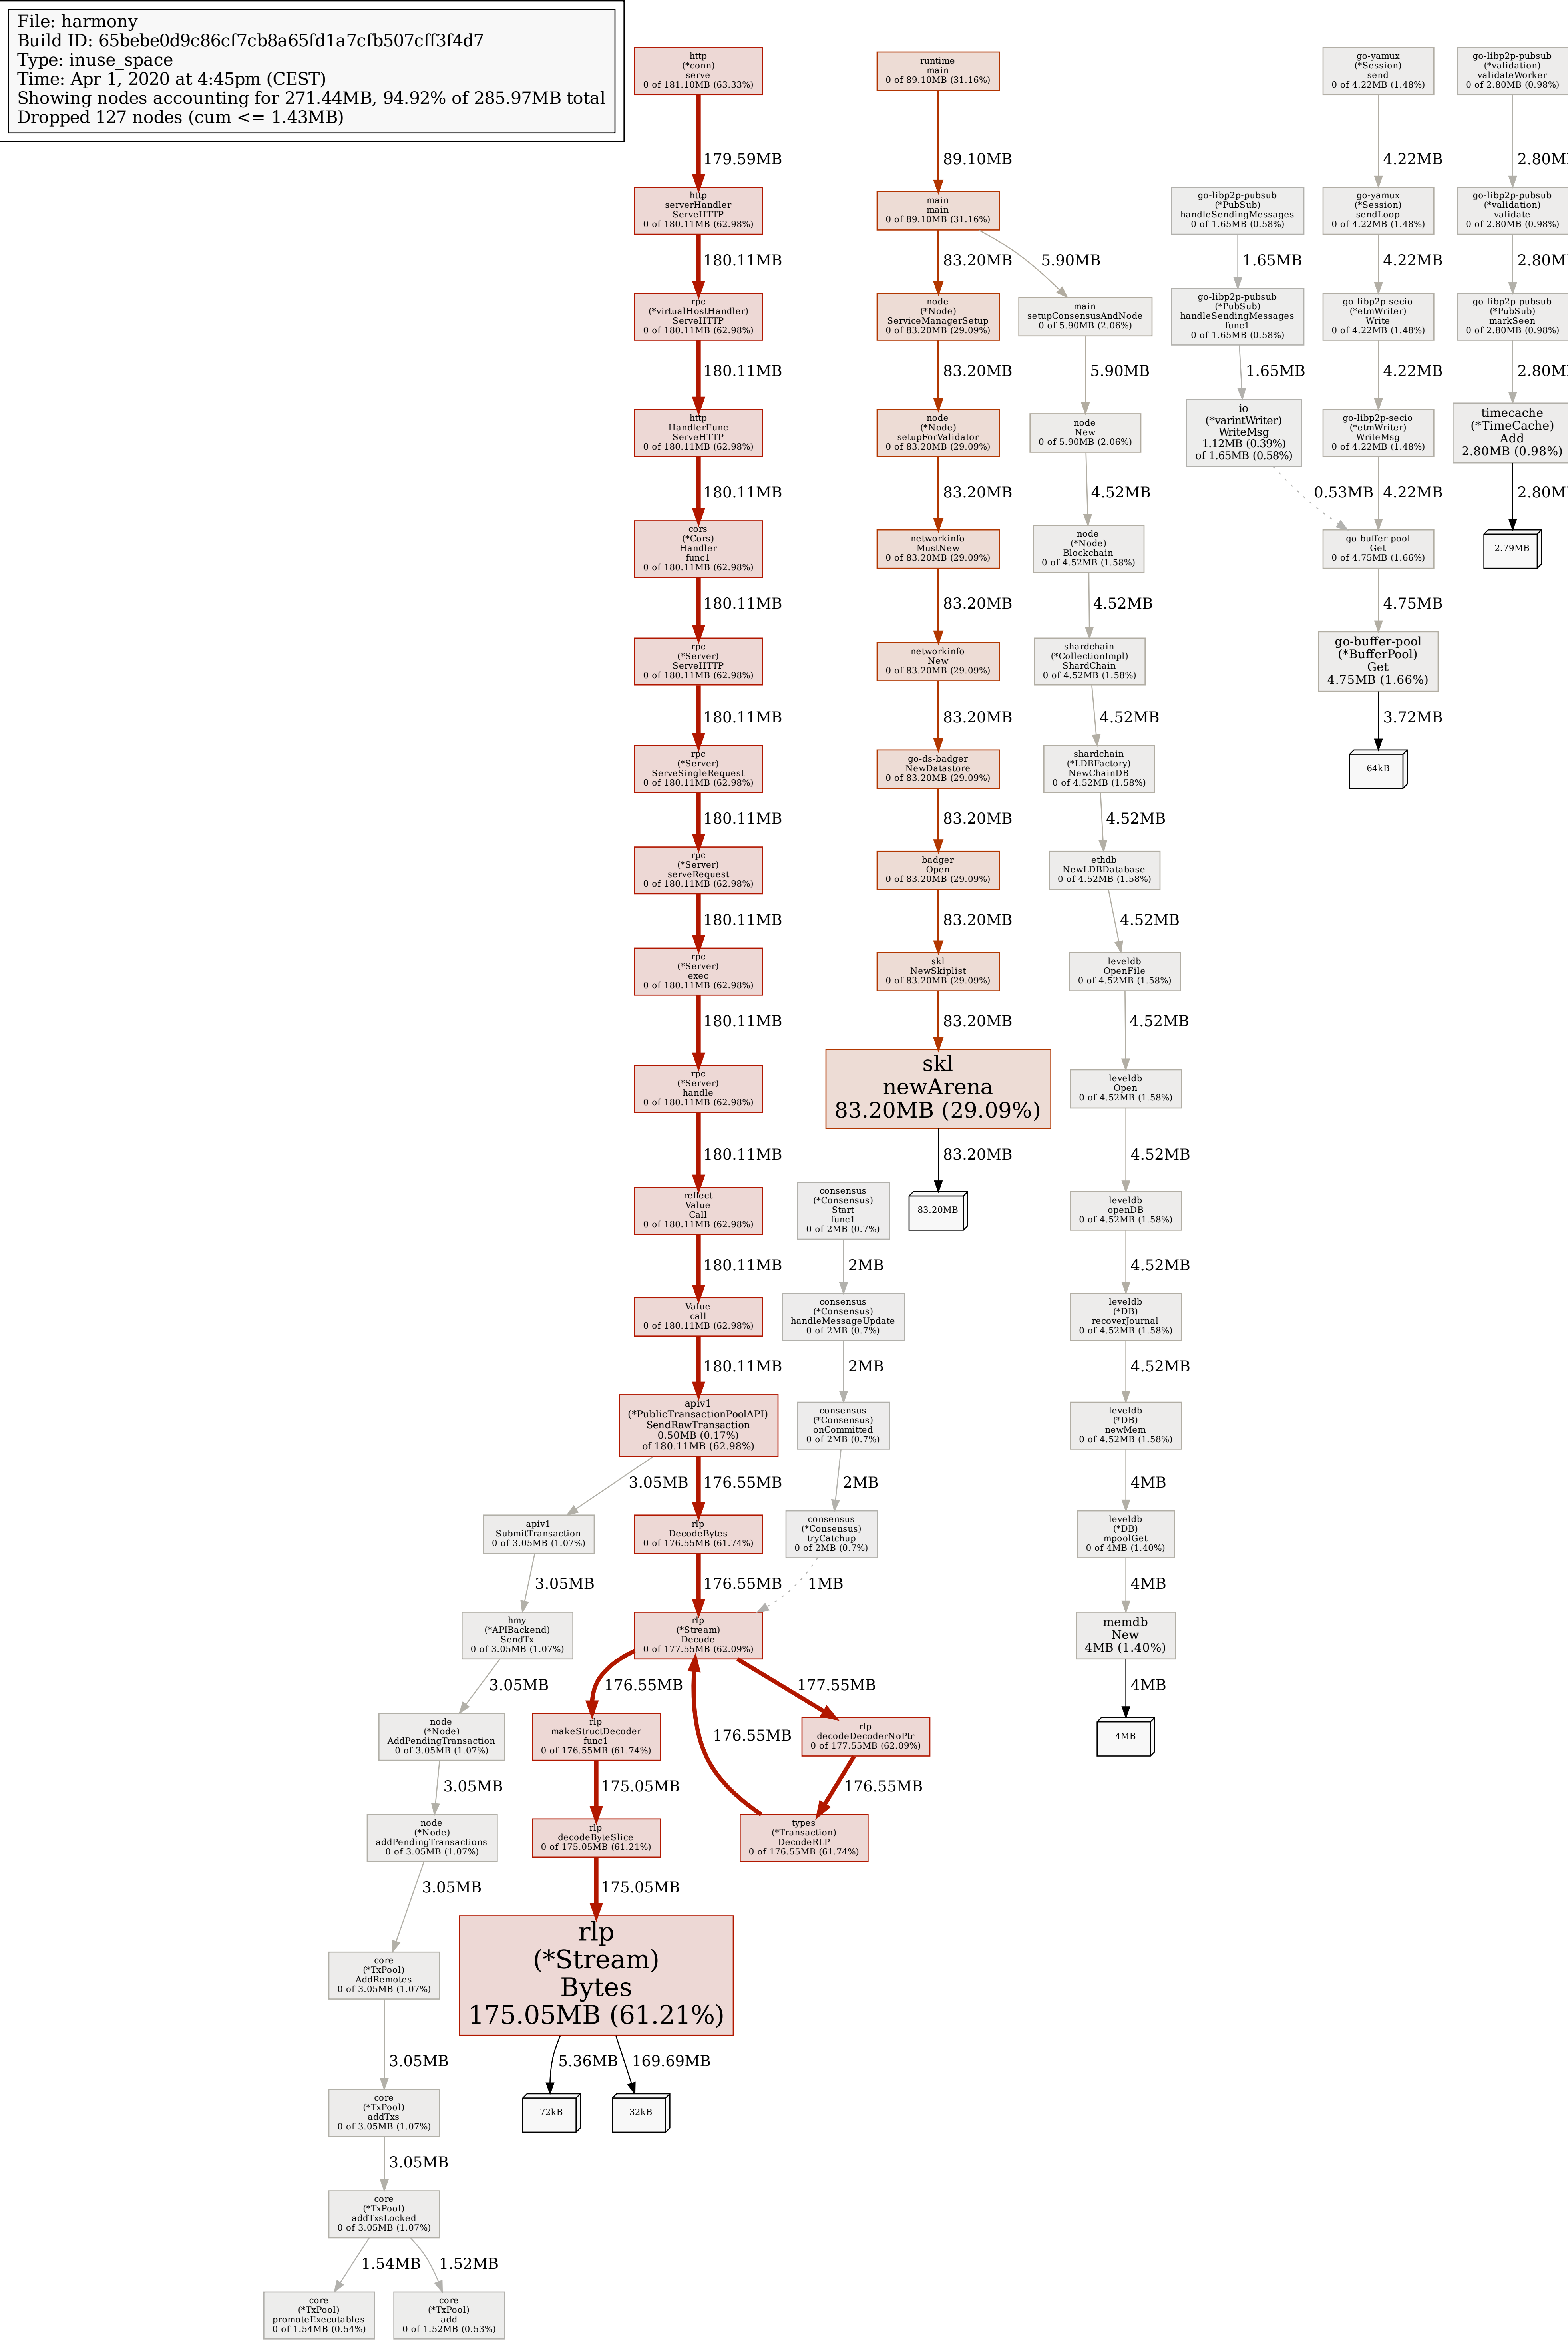 File: harmony
Build ID: 65bebe0d9c86cf7cb8a65fd1a7cfb507cff3f4d7
Type: inuse_space
Time: Apr 1, 2020 at 4:45pm (CEST)
Showing nodes accounting for 271.44MB, 94.92% of 285.97MB total
Dropped 127 nodes (cum <= 1.43MB)
http
(*conn)
serve
0 of 181.10MB (63.33%)
179.59MB
http
serverHandler
ServeHTTP
0 of 180.11MB (62.98%)
180.11MB
rpc
(*virtualHostHandler)
ServeHTTP
0 of 180.11MB (62.98%)
180.11MB
http
HandlerFunc
ServeHTTP
0 of 180.11MB (62.98%)
180.11MB
cors
(*Cors)
Handler
func1
0 of 180.11MB (62.98%)
180.11MB
rpc
(*Server)
ServeHTTP
0 of 180.11MB (62.98%)
180.11MB
rpc
(*Server)
ServeSingleRequest
0 of 180.11MB (62.98%)
180.11MB
rpc
(*Server)
serveRequest
0 of 180.11MB (62.98%)
180.11MB
rpc
(*Server)
exec
0 of 180.11MB (62.98%)
180.11MB
rpc
(*Server)
handle
0 of 180.11MB (62.98%)
180.11MB
reflect
Value
Call
0 of 180.11MB (62.98%)
180.11MB
Value
call
0 of 180.11MB (62.98%)
180.11MB
apiv1
(*PublicTransactionPoolAPI)
SendRawTransaction
0.50MB (0.17%)
of 180.11MB (62.98%)
3.05MB
176.55MB
apiv1
SubmitTransaction
0 of 3.05MB (1.07%)
3.05MB
hmy
(*APIBackend)
SendTx
0 of 3.05MB (1.07%)
3.05MB
node
(*Node)
AddPendingTransaction
0 of 3.05MB (1.07%)
3.05MB
node
(*Node)
addPendingTransactions
0 of 3.05MB (1.07%)
3.05MB
core
(*TxPool)
AddRemotes
0 of 3.05MB (1.07%)
3.05MB
core
(*TxPool)
addTxs
0 of 3.05MB (1.07%)
3.05MB
core
(*TxPool)
addTxsLocked
0 of 3.05MB (1.07%)
1.54MB
1.52MB
core
(*TxPool)
promoteExecutables
0 of 1.54MB (0.54%)
core
(*TxPool)
add
0 of 1.52MB (0.53%)
rlp
DecodeBytes
0 of 176.55MB (61.74%)
176.55MB
rlp
(*Stream)
Decode
0 of 177.55MB (62.09%)
176.55MB
177.55MB
176.55MB
rlp
makeStructDecoder
func1
0 of 176.55MB (61.74%)
175.05MB
rlp
decodeDecoderNoPtr
0 of 177.55MB (62.09%)
176.55MB
types
(*Transaction)
DecodeRLP
0 of 176.55MB (61.74%)
rlp
decodeByteSlice
0 of 175.05MB (61.21%)
175.05MB
rlp
(*Stream)
Bytes
175.05MB (61.21%)
5.36MB
169.69MB
72kB
32kB
runtime
main
0 of 89.10MB (31.16%)
89.10MB
main
main
0 of 89.10MB (31.16%)
83.20MB
5.90MB
node
(*Node)
ServiceManagerSetup
0 of 83.20MB (29.09%)
83.20MB
node
(*Node)
setupForValidator
0 of 83.20MB (29.09%)
83.20MB
networkinfo
MustNew
0 of 83.20MB (29.09%)
83.20MB
networkinfo
New
0 of 83.20MB (29.09%)
83.20MB
go-ds-badger
NewDatastore
0 of 83.20MB (29.09%)
83.20MB
badger
Open
0 of 83.20MB (29.09%)
83.20MB
skl
NewSkiplist
0 of 83.20MB (29.09%)
83.20MB
skl
newArena
83.20MB (29.09%)
83.20MB
83.20MB
consensus
(*Consensus)
Start
func1
0 of 2MB (0.7%)
2MB
consensus
(*Consensus)
handleMessageUpdate
0 of 2MB (0.7%)
2MB
consensus
(*Consensus)
onCommitted
0 of 2MB (0.7%)
2MB
consensus
(*Consensus)
tryCatchup
0 of 2MB (0.7%)
1MB
main
setupConsensusAndNode
0 of 5.90MB (2.06%)
5.90MB
node
New
0 of 5.90MB (2.06%)
4.52MB
node
(*Node)
Blockchain
0 of 4.52MB (1.58%)
4.52MB
shardchain
(*CollectionImpl)
ShardChain
0 of 4.52MB (1.58%)
4.52MB
shardchain
(*LDBFactory)
NewChainDB
0 of 4.52MB (1.58%)
4.52MB
ethdb
NewLDBDatabase
0 of 4.52MB (1.58%)
4.52MB
leveldb
OpenFile
0 of 4.52MB (1.58%)
4.52MB
leveldb
Open
0 of 4.52MB (1.58%)
4.52MB
leveldb
openDB
0 of 4.52MB (1.58%)
4.52MB
leveldb
(*DB)
recoverJournal
0 of 4.52MB (1.58%)
4.52MB
leveldb
(*DB)
newMem
0 of 4.52MB (1.58%)
4MB
leveldb
(*DB)
mpoolGet
0 of 4MB (1.40%)
4MB
memdb
New
4MB (1.40%)
4MB
4MB
go-libp2p-pubsub
(*PubSub)
handleSendingMessages
0 of 1.65MB (0.58%)
1.65MB
go-libp2p-pubsub
(*PubSub)
handleSendingMessages
func1
0 of 1.65MB (0.58%)
1.65MB
io
(*varintWriter)
WriteMsg
1.12MB (0.39%)
of 1.65MB (0.58%)
0.53MB
go-yamux
(*Session)
send
0 of 4.22MB (1.48%)
4.22MB
go-yamux
(*Session)
sendLoop
0 of 4.22MB (1.48%)
4.22MB
go-libp2p-secio
(*etmWriter)
Write
0 of 4.22MB (1.48%)
4.22MB
go-libp2p-secio
(*etmWriter)
WriteMsg
0 of 4.22MB (1.48%)
4.22MB
go-buffer-pool
Get
0 of 4.75MB (1.66%)
4.75MB
go-buffer-pool
(*BufferPool)
Get
4.75MB (1.66%)
3.72MB
64kB
go-libp2p-pubsub
(*validation)
validateWorker
0 of 2.80MB (0.98%)
2.80M
go-libp2p-pubsub
(*validation)
validate
0 of 2.80MB (0.98%)
2.80M
go-libp2p-pubsub
(*PubSub)
markSeen
0 of 2.80MB (0.98%)
2.80M
timecache
(*TimeCache)
Add
2.80MB (0.98%)
2.80M
2.79MB